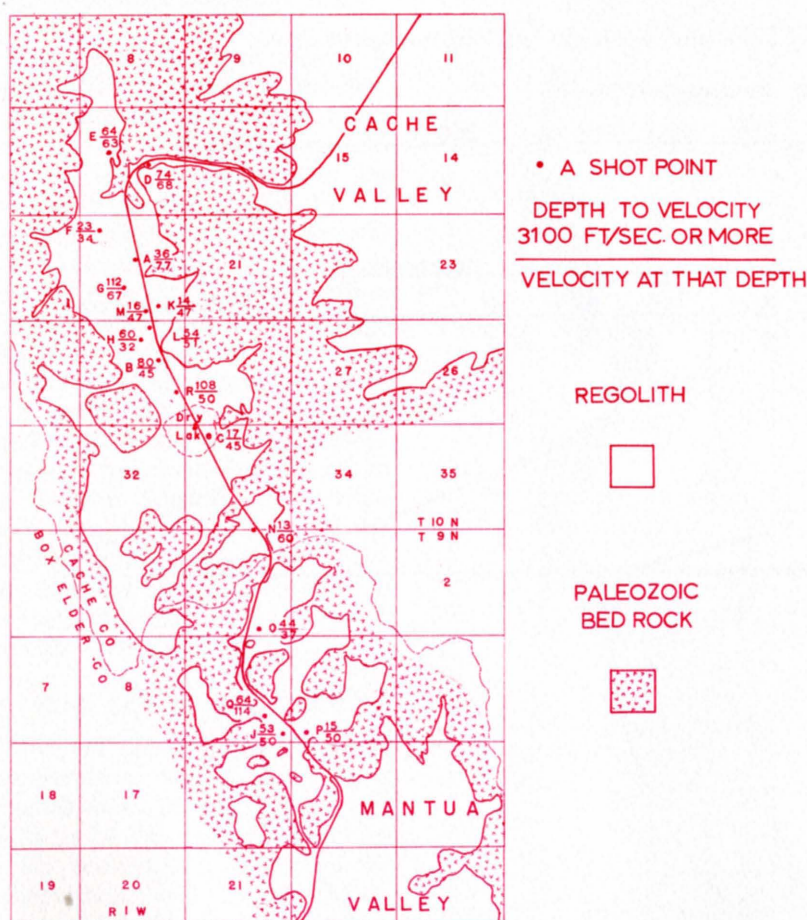 8 9 10 11
CACHE
E 64/63
15 14
D 74/68
VALLEY
F 23/34
A 36/77
21 23
G 112/67
1
M 16/47
K 14/47
H 60/32
L 54/51
B 80/45
27 26
R 108/50
Dry
Lake
C 17/45
32 34 35
N 13/60
T 10 N
T 9 N
CACHE CO
BOX ELDER CO
2
O 44/37
7 8
Q 64/114
J 53/50
P 15/50
18 17
MANTUA
19 20 21
R I W
VALLEY
• A SHOT POINT
DEPTH TO VELOCITY
3100 FT/SEC. OR MORE
VELOCITY AT THAT DEPTH
REGOLITH
PALEOZOIC
BED ROCK